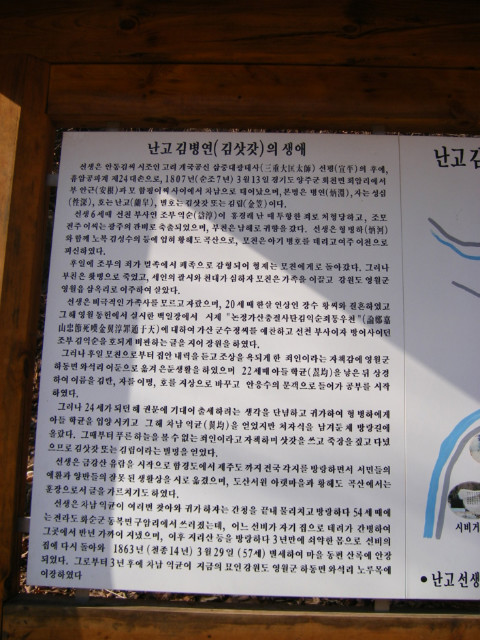 난고 김병연(김삿갓)의 생애
선생은 안동김씨 시조인 고려 개국공신 삼중대광태사(三重大匡太師) 선평(宣平)의 후예,
휴암공파계 제24대손으로, 1807년(순조7년) 3월 13일 경기도 양주군 회천면 회암리에서
부 안근(安根)과 모 함평이씨 사이에서 차남으로 태어났으며, 본명은 병연(炳淵), 자는 성심
(性深), 호는 난고(蘭皐), 별호는 김삿갓 또는 김립(金笠)이다.
선생 6세때 선천 부사인 조부 익순(益淳)이 홍경래 난 때 투항한 죄로 처형당하고, 조모
전주 이씨는 광주의 관비로 축출되었으며, 부친은 남해로 귀향을 갔다. 선생은 형 병하(炳河)
와 함께 노복 김성수의 등에 업혀 황해도 곡산으로, 모친은 아기 병호를 데리고 여주 이천으로
피신하였다.
후일에 조부의 죄가 멸족에서 폐족으로 감형되어 형제는 모친에게로 돌아갔다. 그러나
부친은 홧병으로 죽었고, 세인의 괄시와 천대가 심하자 모친은 가족을 이끌고 강원도 영월군
영월읍 삼옥리로 이주하여 살았다.
선생은 비극적인 가족사를 모르고 자랐으며, 20세 때 한살 연상인 장수 황씨와 결혼하였고
그해 영월 동헌에서 실시한 백일장에서 시제 "논정가산충절사탄김익순죄통우천"(論鄭嘉
山忠節死嘆金益淳罪通于天)에 대하여 가산 군수 정씨를 예찬하고 선천 부사이자 방어사이던
조부 김익순을 호되게 비판하는 글을 지어 장원을 하였다.
그러나 후일 모친으로부터 집안 내력을 듣고 조상을 욕되게 한 죄인이라는 자책감에 영월군
하동면 와석리 어둔으로 옮겨 은둔생활을 하였으며 22세때 아들 학균(翯均)을 낳은 뒤 상경
하여 이름을 김난, 자를 이명, 호를 지상으로 바꾸고 안응수의 문객으로 들어가 공부를 시작
하였다.
그러나 24세가 되던 해 권문에 기대어 출세하려는 생각을 단념하고 귀가하여 형 병하에게
아들 학균을 입양시키고 그해 차남 익균(翼均)을 얻었지만 처자식을 남겨둔 채 방랑길에
올랐다. 그때부터 푸른하늘을 볼 수 없는 죄인이라고 자책하며 삿갓을 쓰고 죽장을 짚고 다녔
으므로 김삿갓 또는 김립이라는 별명을 얻었다.
선생은 금강산 유람을 시작으로 함경도에서 제주도 까지 전국 각지를 방랑하면서 서민들의
애환과 양반들의 잘못 된 생활상을 시로 옮겼으며, 도산서원 아랫마을과 황해도 곡산에서는
훈장으로서 글을 가르치기도 하였다.
선생은 차남 익균이 여러번 찾아와 귀가하자는 간청을 끝내 물리치고 방랑하다 54세 때에
는 전라도 화순군 동복면 구암리에서 쓰러졌는데, 어느 선비가 자기 집으로 데려가 간병하여
그곳에서 반년 가까이 지냈으며, 이후 지리산 등을 방랑하다 3년만에 쇠약한 몸으로 선비의
집에 다시 돌아와 1863년(철종14년) 3월 29일 (57세) 별세하여 마을 동편 산록에 안장
되었다. 그로부터 3년 후에 차남 익균이 지금의 묘인 강원도 영월군 하동면 와석리 노루목에
이장하였다
난고 김
시비거
• 난고 선생